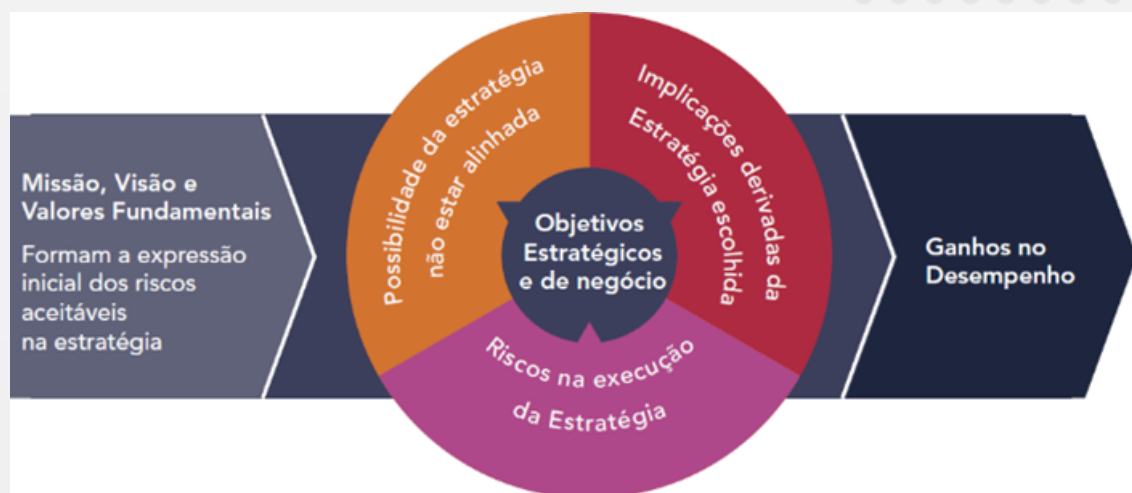 Missão, Visão e
Valores Fundamentais
Formam a expressão
inicial dos riscos
aceitáveis
na estratégia
Possibilidade da estratégia
não estar alinhada
Implicações derivadas da
Estratégia escolhida
Objetivos
Estratégicos
e de negócio
Riscos na execução
da Estratégia
Ganhos no
Desempenho